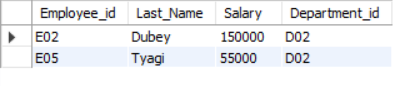 Employee_id Last_Name Salary Department_id
E02 Dubey 150000 D02
E05 Tyagi 55000 D02